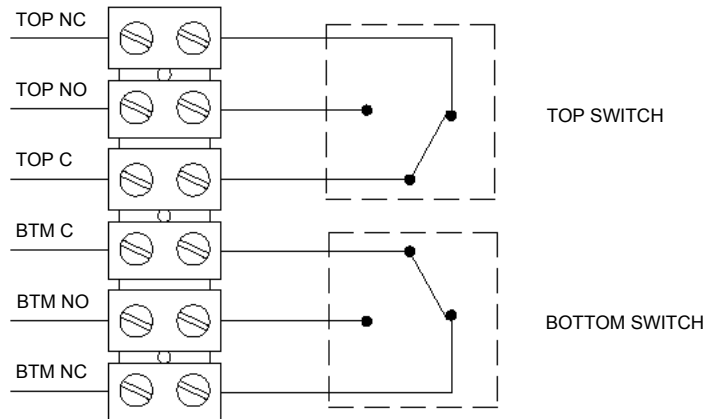 TOP NC
TOP NO
TOP SWITCH
TOP C
BTM C
BTM NO
BOTTOM SWITCH
BTM NC